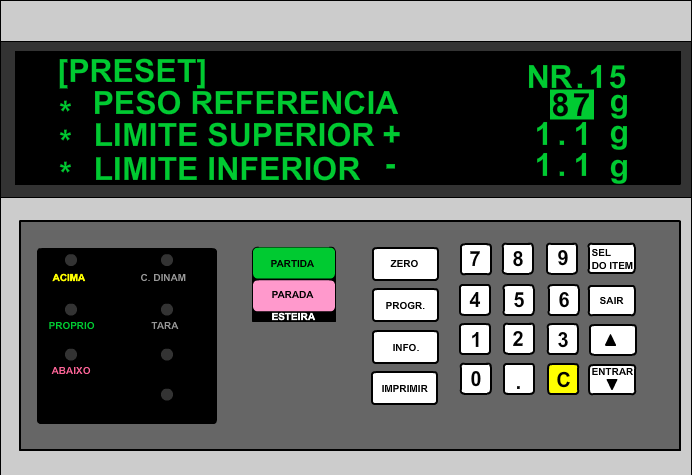 [PRESET] NR.15
* PESO REFERENCIA 87 g
* LIMITE SUPERIOR + 1.1 g
* LIMITE INFERIOR - 1.1 g
ACIMA C. DINAM
PROPRIO TARA
ABAIXO
PARTIDA
PARADA
ESTEIRA
ZERO
PROGR.
INFO.
IMPRIMIR
7 8 9 SEL
DO ITEM
4 5 6 SAIR
1 2 3 ▲
0 . C ENTRAR
▼